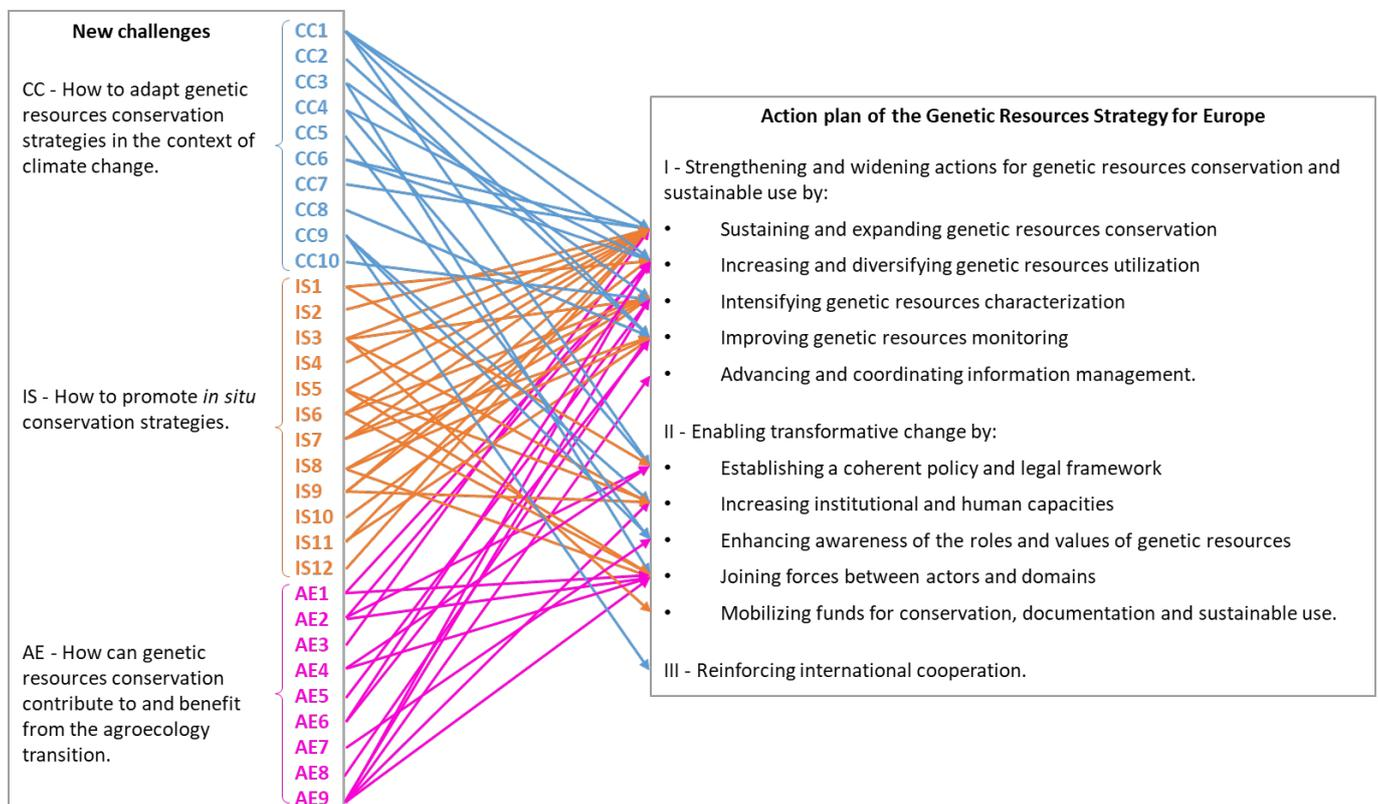 New challenges
CC - How to adapt genetic
resources conservation
strategies in the context of
climate change.
IS - How to promote in situ
conservation strategies.
AE - How can genetic
resources conservation
contribute to and benefit
from the agroecology
transition.
CC1
CC2
CC3
CC4
CC5
CC6
CC7
CC8
CC9
CC10
IS1
IS2
IS3
IS4
IS5
IS6
IS7
IS8
IS9
IS10
IS11
IS12
AE1
AE2
AE3
AE4
AE5
AE6
AE7
AE8
AE9
Action plan of the Genetic Resources Strategy for Europe
I - Strengthening and widening actions for genetic resources conservation and
sustainable use by:
• Sustaining and expanding genetic resources conservation
• Increasing and diversifying genetic resources utilization
• Intensifying genetic resources characterization
• Improving genetic resources monitoring
• Advancing and coordinating information management.
II - Enabling transformative change by:
• Establishing a coherent policy and legal framework
• Increasing institutional and human capacities
• Enhancing awareness of the roles and values of genetic resources
• Joining forces between actors and domains
• Mobilizing funds for conservation, documentation and sustainable use.
III - Reinforcing international cooperation.